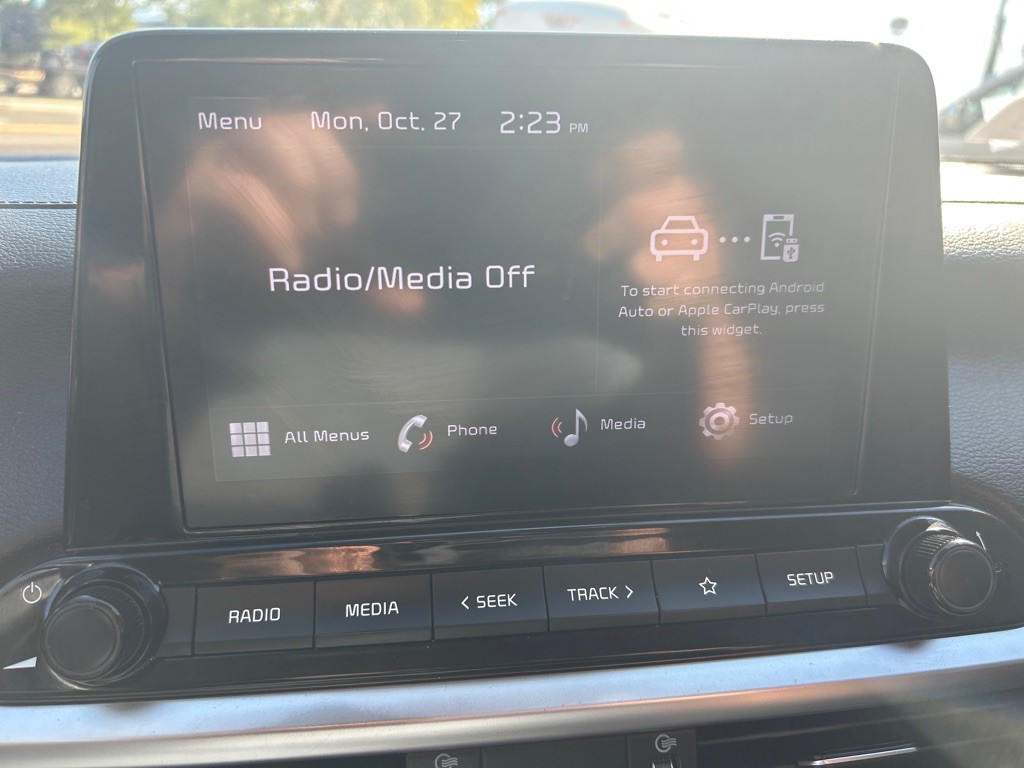 Menu Mon, Oct. 27 2:23 PM
Radio/Media Off
To start connecting Android
Auto or Apple CarPlay, press
this widget.
All Menus Phone Media Setup
RADIO MEDIA < SEEK TRACK > SETUP